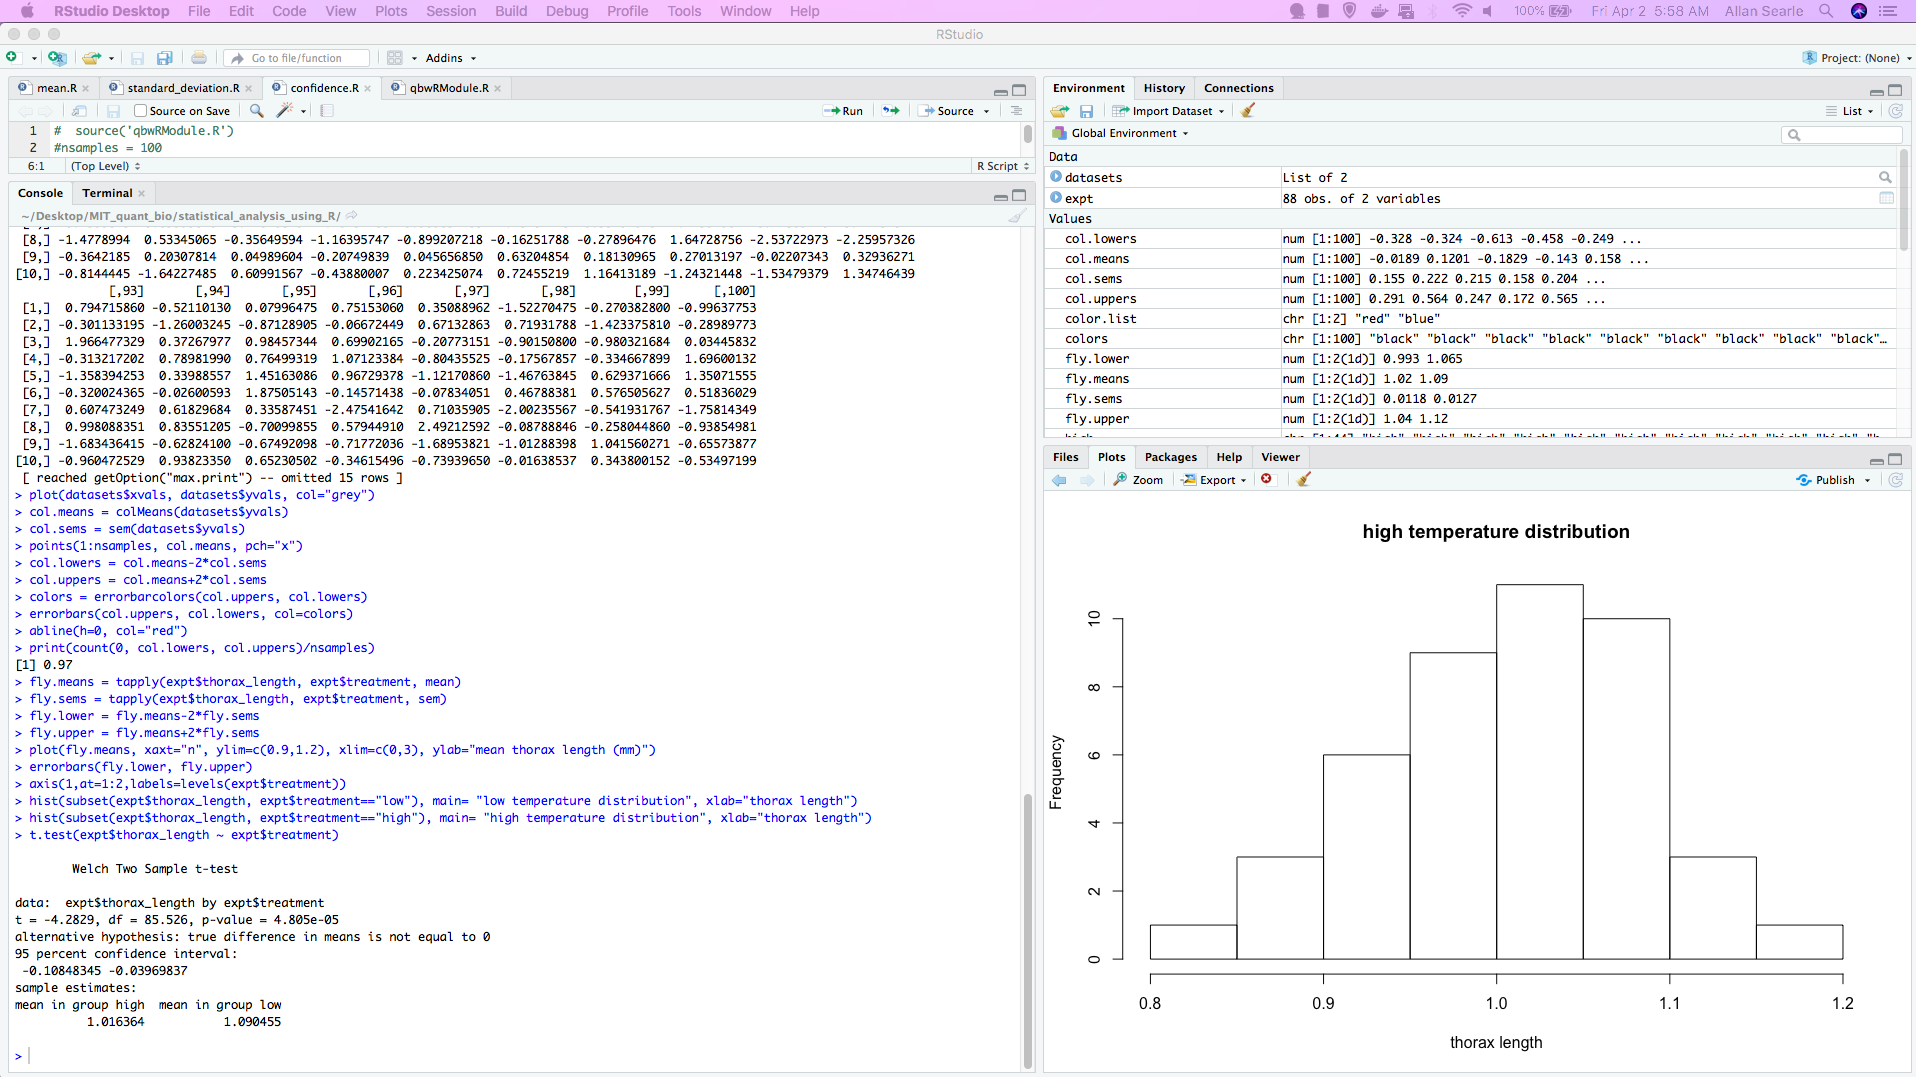 RStudio Desktop File Edit Code View Plots Session Build Debug Profile Tools Window Help 100% Fri Apr 2 5:58 AM Allan Searle
RStudio
Go to file/function Addins Project: (None)
mean.R standard_deviation.R confidence.R qbwRModule.R
Source on Save Run Source
1 #  source('qbwRModule.R')
2 #nsamples = 100
6:1 (Top Level) R Script
Console Terminal
~/Desktop/MIT_quant_bio/statistical_analysis_using_R/
[8,] -1.4778994 0.53345065 -0.35649594 -1.16395747 -0.899207218 -0.16251788 -0.27896476 1.64728756 -2.53722973 -2.25957326
[9,] -0.3642185 0.20307814 0.04989604 -0.20749839 0.045656850 0.63204854 0.18130965 0.27013197 -0.02207343 0.32936271
[10,] -0.8144445 -1.64227485 0.60991567 -0.43880007 0.223425074 0.72455219 1.16413189 -1.24321448 -1.53479379 1.34746439
[,93] [,94] [,95] [,96] [,97] [,98] [,99] [,100]
[1,] 0.794715860 -0.52110130 0.07996475 0.75153060 0.35088962 -1.52270475 -0.270382800 -0.99637753
[2,] -0.301133195 -1.26003245 -0.87128905 -0.06672449 0.67132863 0.71931788 -1.423375810 -0.28989773
[3,] 1.966477329 0.37267977 0.98457344 0.69902165 -0.20773151 -0.90150800 -0.980321684 0.03445832
[4,] -0.313217202 0.78981990 0.76499319 1.07123384 -0.80435525 -0.17567857 -0.334667899 1.69600132
[5,] -1.358394253 0.33988557 1.45163086 0.96729378 -1.12170860 -1.46763845 0.629371666 1.35071555
[6,] -0.320024365 -0.02600593 1.87505143 -0.14571438 -0.07834051 0.46788381 0.576505627 0.51836029
[7,] 0.607473249 0.61829684 0.33587451 -2.47541642 0.71035905 -2.00235567 -0.541931767 -1.75814349
[8,] 0.998088351 0.83551205 -0.70099855 0.57944910 2.49212592 -0.08788846 -0.258044860 -0.93854981
[9,] -1.683436415 -0.62824100 -0.67492098 -0.71772036 -1.68953821 -1.01288398 1.041560271 -0.65573877
[10,] -0.960472529 0.93823350 0.65230502 -0.34615496 -0.73939650 -0.01638537 0.343800152 -0.53497199
[ reached getOption("max.print") -- omitted 15 rows ]
> plot(datasets$xvals, datasets$yvals, col="grey")
> col.means = colMeans(datasets$yvals)
> col.sems = sem(datasets$yvals)
> points(1:nsamples, col.means, pch="x")
> col.lowers = col.means-2*col.sems
> col.uppers = col.means+2*col.sems
> colors = errorbarcolors(col.uppers, col.lowers)
> errorbars(col.uppers, col.lowers, col=colors)
> abline(h=0, col="red")
> print(count(0, col.lowers, col.uppers)/nsamples)
[1] 0.97
> fly.means = tapply(expt$thorax_length, expt$treatment, mean)
> fly.sems = tapply(expt$thorax_length, expt$treatment, sem)
> fly.lower = fly.means-2*fly.sems
> fly.upper = fly.means+2*fly.sems
> plot(fly.means, xaxt="n", ylim=c(0.9,1.2), xlim=c(0,3), ylab="mean thorax length (mm)")
> errorbars(fly.lower, fly.upper)
> axis(1,at=1:2,labels=levels(expt$treatment))
> hist(subset(expt$thorax_length, expt$treatment=="low"), main= "low temperature distribution", xlab="thorax length")
> hist(subset(expt$thorax_length, expt$treatment=="high"), main= "high temperature distribution", xlab="thorax length")
> t.test(expt$thorax_length ~ expt$treatment)
Welch Two Sample t-test
data:  expt$thorax_length by expt$treatment
t = -4.2829, df = 85.526, p-value = 4.805e-05
alternative hypothesis: true difference in means is not equal to 0
95 percent confidence interval:
-0.10848345 -0.03969837
sample estimates:
mean in group high  mean in group low
1.016364 1.090455
>
Environment History Connections
Import Dataset List
Global Environment
Data
datasets List of 2
expt 88 obs. of 2 variables
Values
col.lowers num [1:100] -0.328 -0.324 -0.613 -0.458 -0.249 ...
col.means num [1:100] -0.0189 0.1201 -0.1829 -0.143 0.158 ...
col.sems num [1:100] 0.155 0.222 0.215 0.158 0.204 ...
col.uppers num [1:100] 0.291 0.564 0.247 0.172 0.565 ...
color.list chr [1:2] "red" "blue"
colors chr [1:100] "black" "black" "black" "black" "black" "black" "black" "black" "black"…
fly.lower num [1:2(1d)] 0.993 1.065
fly.means num [1:2(1d)] 1.02 1.09
fly.sems num [1:2(1d)] 0.0118 0.0127
fly.upper num [1:2(1d)] 1.04 1.12
Files Plots Packages Help Viewer
Zoom Export Publish
high temperature distribution
Frequency
10
8
6
4
2
0
0.8 0.9 1.0 1.1 1.2
thorax length